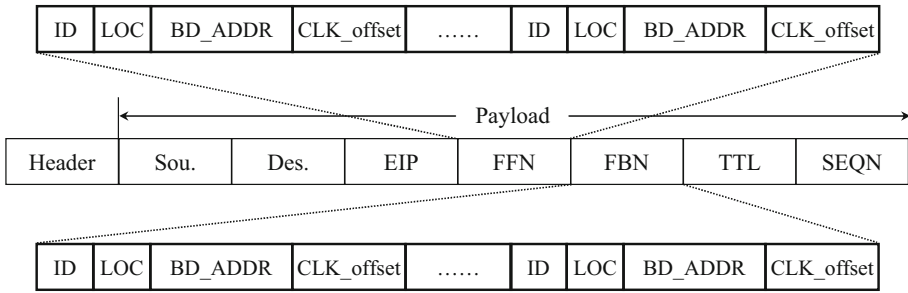 ID LOC BD_ADDR CLK_offset ...... ID LOC BD_ADDR CLK_offset
Payload
Header Sou. Des. EIP FFN FBN TTL SEQN
ID LOC BD_ADDR CLK_offset ...... ID LOC BD_ADDR CLK_offset